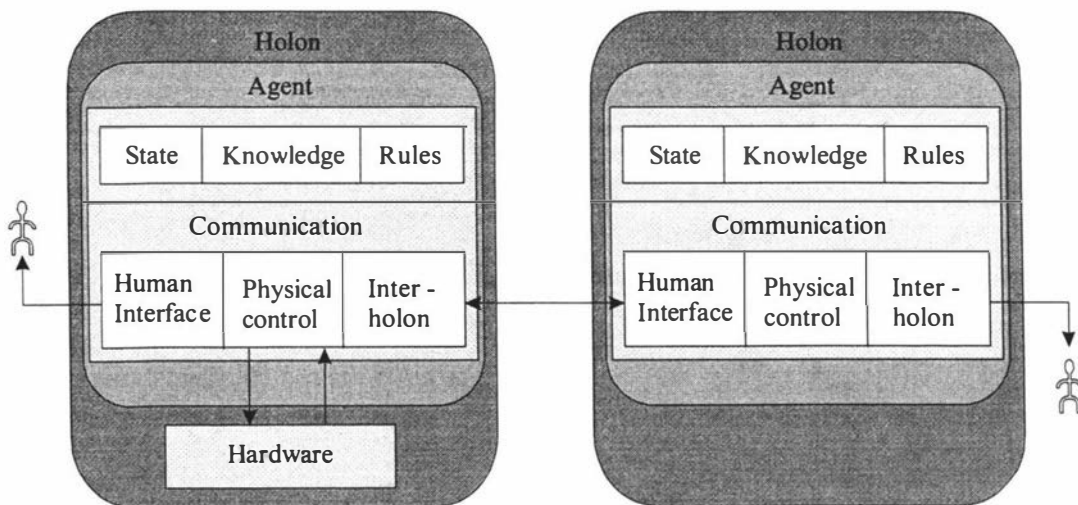 Holon
Agent
State Knowledge Rules
Communication
Human Interface
Physical control
Inter - holon
Hardware
Holon
Agent
State Knowledge Rules
Communication
Human Interface
Physical control
Inter - holon